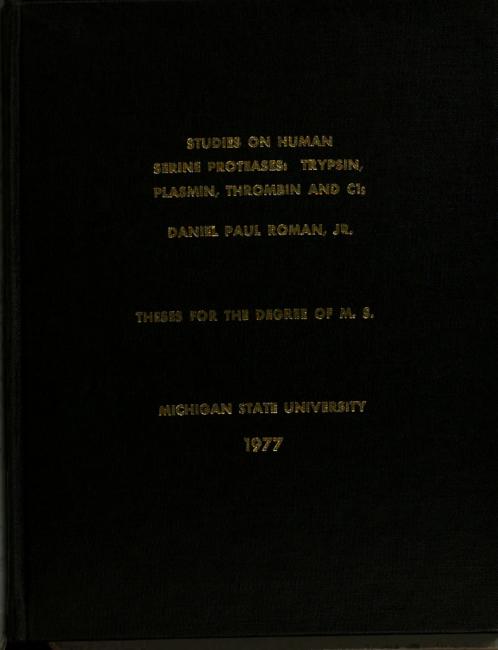 STUDIES ON HUMAN
SERINE PROTEASES: TRYPSIN,
PLASMIN, THROMBIN AND C1s
DANIEL PAUL ROMAN, JR.
THESES FOR THE DEGREE OF M. S.
MICHIGAN STATE UNIVERSITY
1977